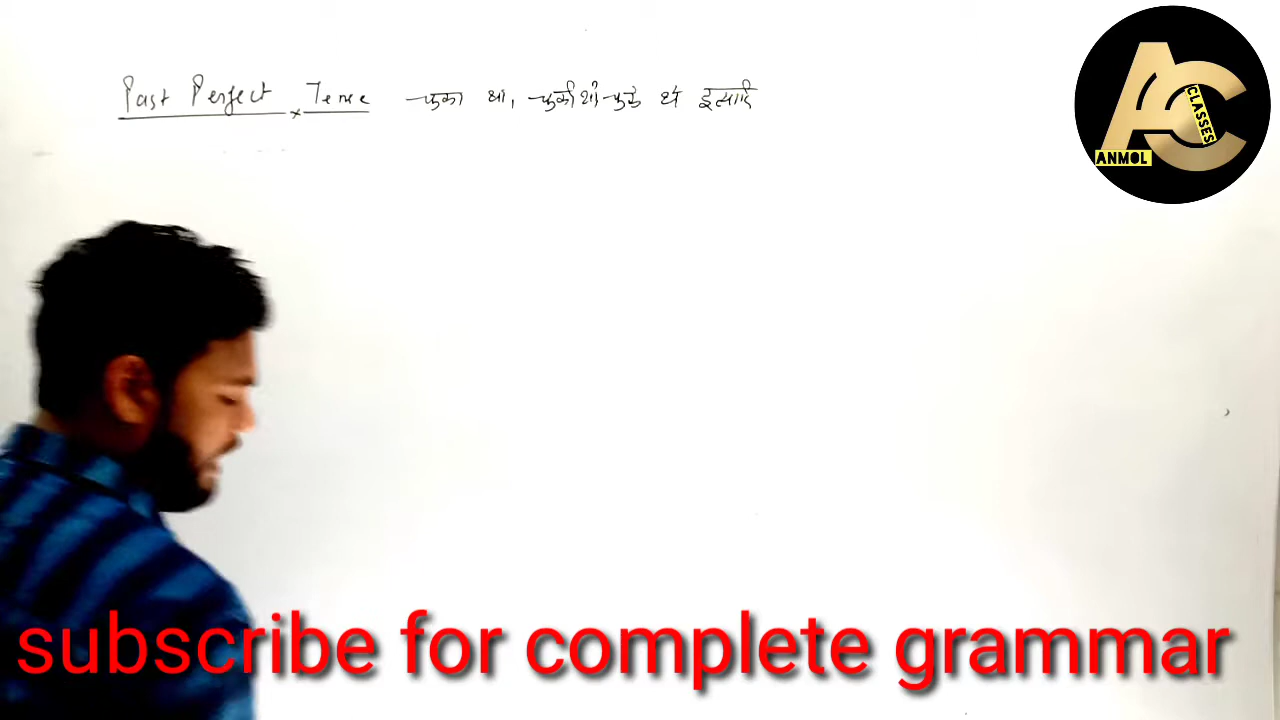 Past Perfect Tense चुका था, चुकी थी चुके थे इत्यादि
CLASSES
ANMOL
subscribe for complete grammar